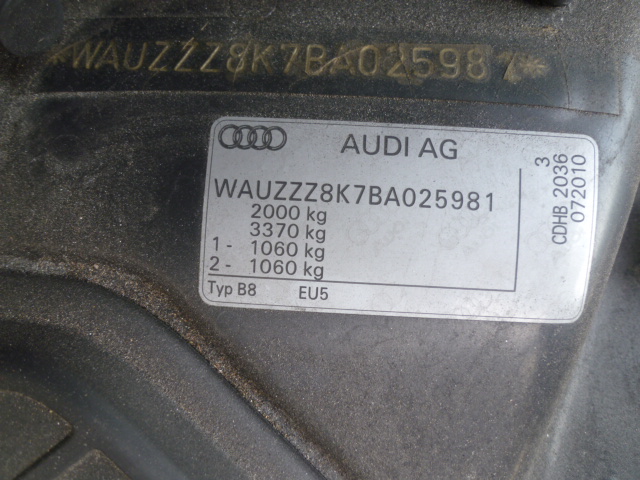 *WAUZZZ8K7BA025981*
AUDI AG
WAUZZZ8K7BA025981
2000 kg
3370 kg
1 - 1060 kg
2 - 1060 kg
Typ B8 EU5
3
CDHB 2036
072010